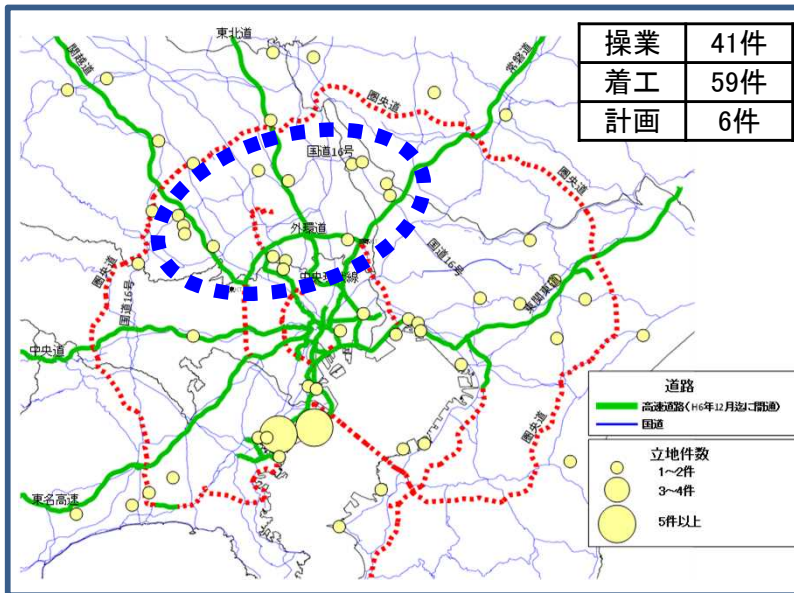 操業 41件
着工 59件
計画 6件
東北道
関越道
常磐道
圏央道
国道16号
圏央道
外環道
国道16号
圏央道
国道16号
東関東道
中央道
圏央道
東名高速
道路
高速道路(H6年12月迄に開通)
国道
立地件数
1~2件
3~4件
5件以上